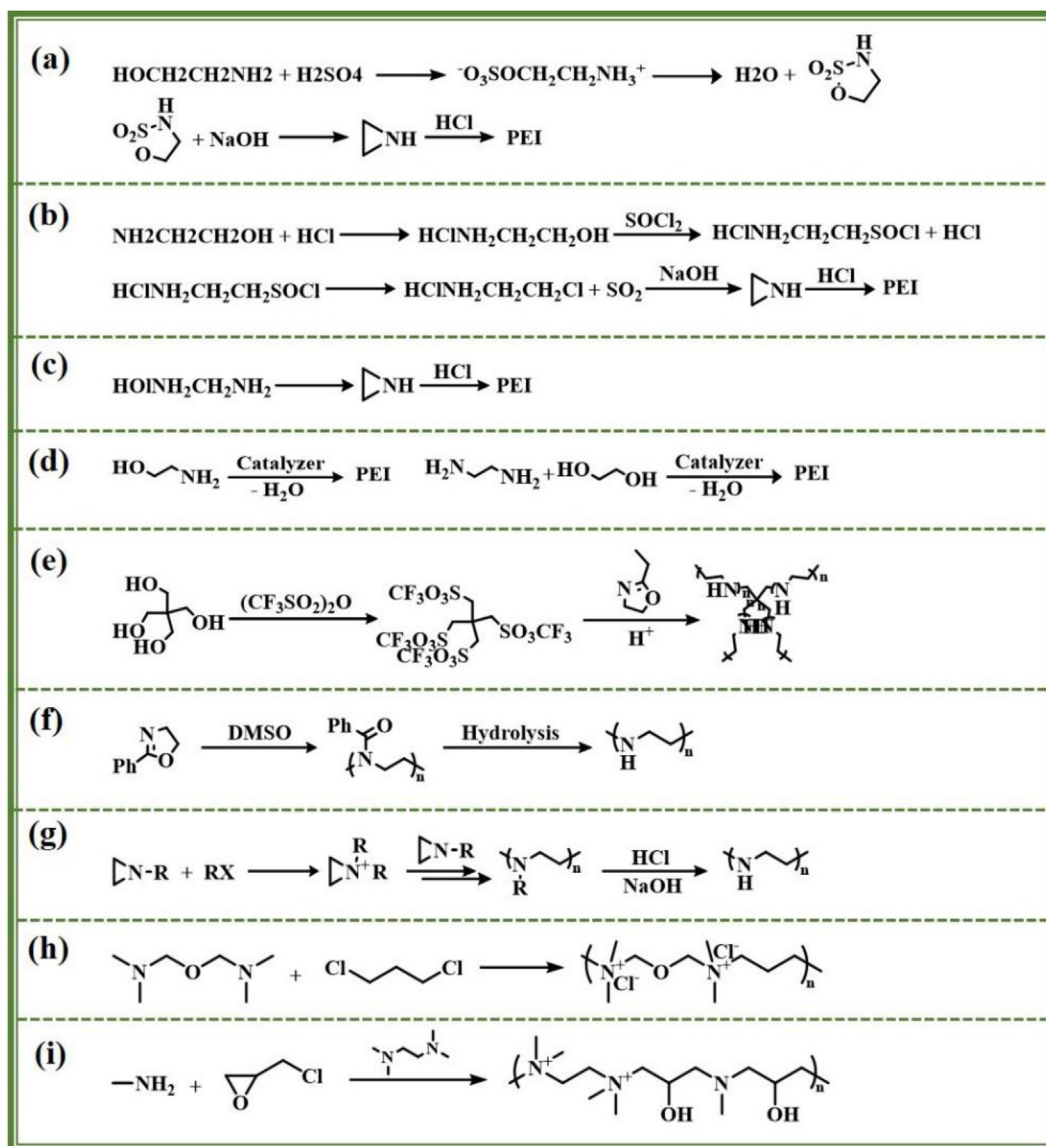 (a)
HOCH2CH2NH2 + H2SO4 ⁻O₃SOCH₂CH₂NH₃⁺ H2O + O₂S O N H
O₂S O N H + NaOH NH HCl PEI
(b)
NH2CH2CH2OH + HCl HClNH₂CH₂CH₂OH SOCl₂ HClNH₂CH₂CH₂SOCl + HCl
HClNH₂CH₂CH₂SOCl HClNH₂CH₂CH₂Cl + SO₂ NaOH NH HCl PEI
(c)
HOlNH₂CH₂NH₂ NH HCl PEI
(d)
HO NH₂ Catalyzer - H₂O PEI H₂N NH₂ + HO OH Catalyzer - H₂O PEI
(e)
HO HO HO OH (CF₃SO₂)₂O CF₃O₃S CF₃O₃S CF₃O₃S SO₃CF₃ N O H⁺ HN n N H n n n
(f)
N O Ph DMSO Ph O N n Hydrolysis N H n
(g)
N-R + RX R N⁺ R N-R N R n HCl NaOH N H n
(h)
N O N + Cl Cl N⁺ Cl⁻ O N⁺ Cl⁻ n
(i)
NH₂ + O Cl N N N⁺ N⁺ OH N OH n